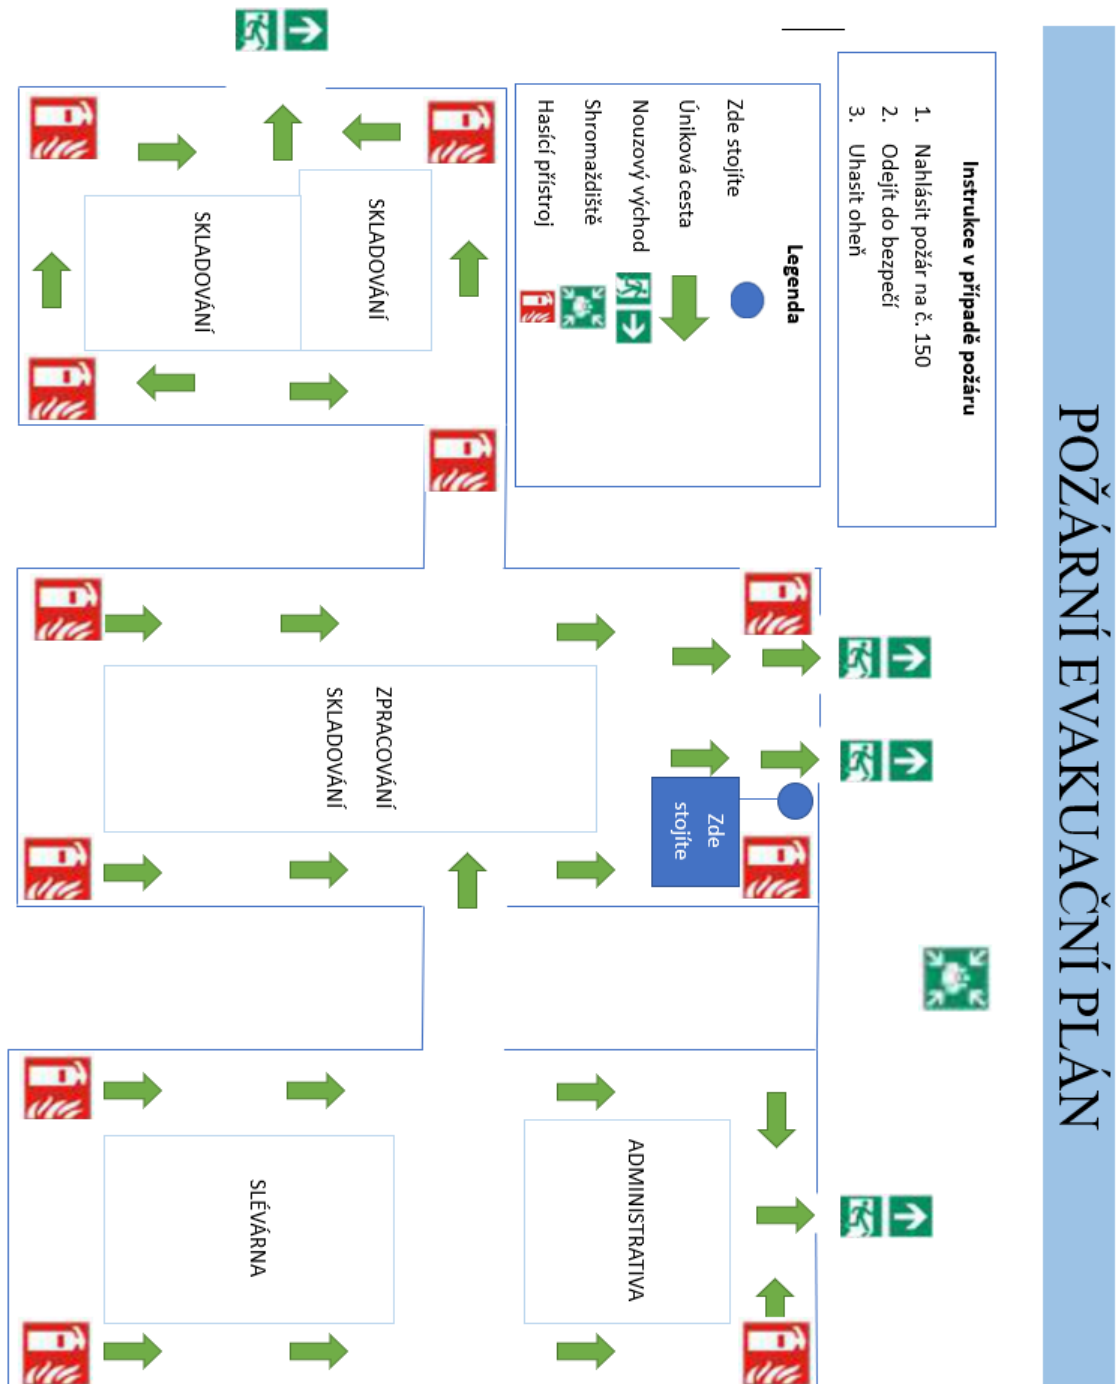 POŽÁRNÍ EVAKUAČNÍ PLÁN
Instrukce v případě požáru
1. Nahlásit požár na č. 150
2. Odejít do bezpečí
3. Uhasit oheň
Legenda
Zde stojíte
Úniková cesta
Nouzový východ
Shromaždiště
Hasící přístroj
SKLADOVÁNÍ
SKLADOVÁNÍ
ZPRACOVÁNÍ
SKLADOVÁNÍ
Zde
stojíte
ADMINISTRATIVA
SLÉVÁRNA